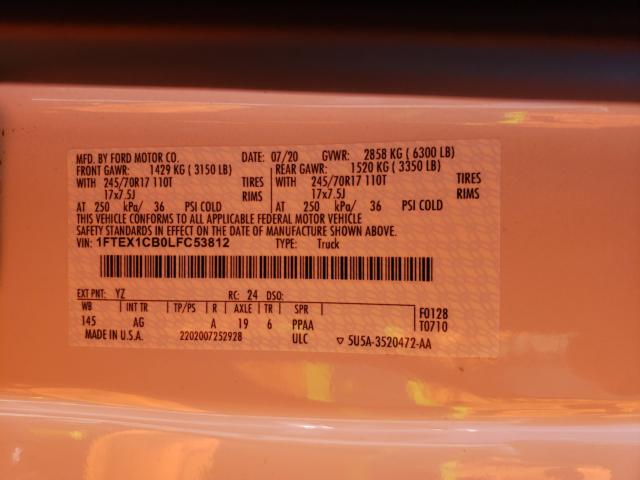 MFD. BY FORD MOTOR CO. DATE: 07/20 GVWR: 2858 KG ( 6300 LB)
FRONT GAWR: 1429 KG ( 3150 LB) REAR GAWR: 1520 KG ( 3350 LB)
WITH 245/70R17 110T TIRES WITH 245/70R17 110T TIRES
17x7.5J RIMS 17x7.5J RIMS
AT 250 kPa/ 36 PSI COLD AT 250 kPa/ 36 PSI COLD
THIS VEHICLE CONFORMS TO ALL APPLICABLE FEDERAL MOTOR VEHICLE
SAFETY STANDARDS IN EFFECT ON THE DATE OF MANUFACTURE SHOWN ABOVE.
VIN: 1FTEX1CB0LFC53812 TYPE: Truck
EXT PNT: YZ RC: 24 DSO:
WB INT TR TP/PS R AXLE TR SPR F0128
145 AG A 19 6 PPAA T0710
MADE IN U.S.A. 2202007252928 ULC ▽ 5U5A-3520472-AA